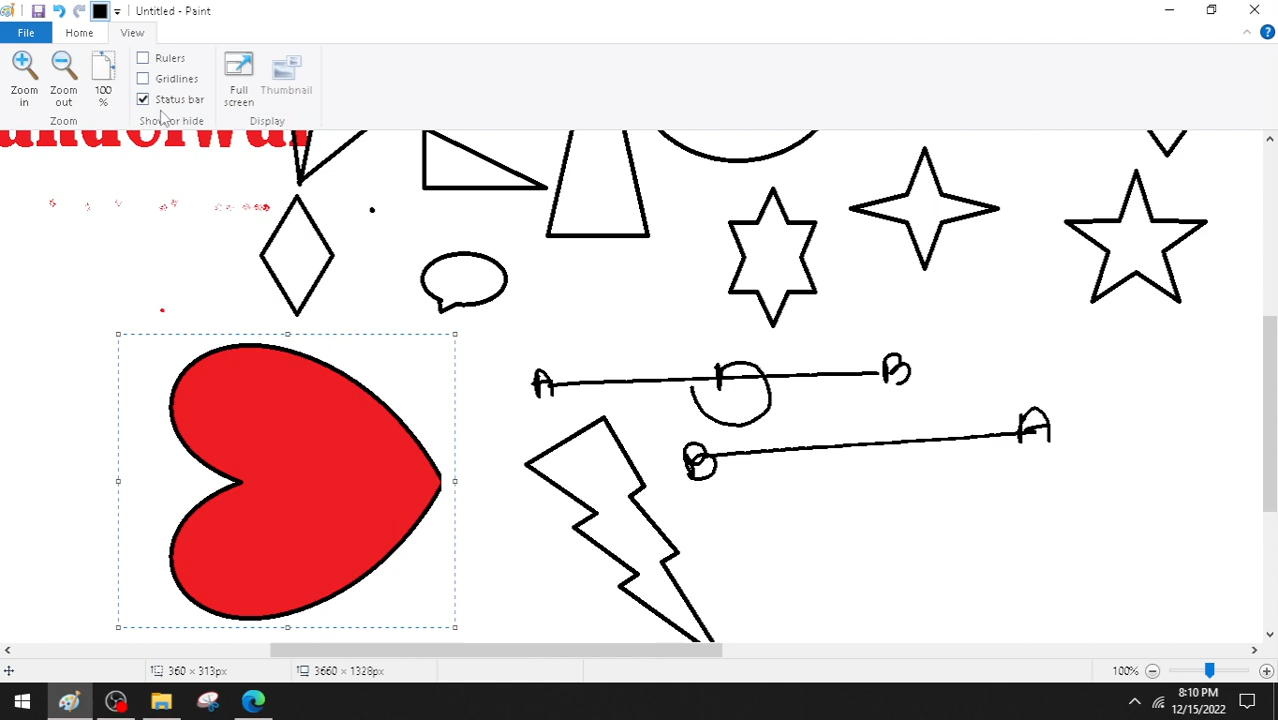 Untitled - Paint
File Home View
Zoom in
Zoom out
100 %
Rulers
Gridlines
Status bar
Full screen
Thumbnail
Zoom
Show or hide
Display
A B
B A
360 × 313px
3660 × 1328px
100%
8:10 PM
12/15/2022